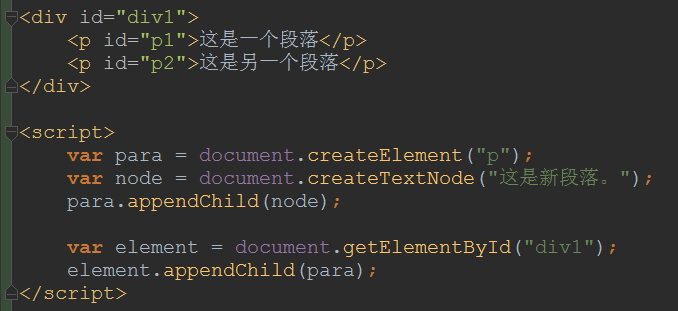 <div id="div1">
    <p id="p1">这是一个段落</p>
    <p id="p2">这是另一个段落</p>
</div>
<script>
    var para = document.createElement("p");
    var node = document.createTextNode("这是新段落。");
    para.appendChild(node);
    var element = document.getElementById("div1");
    element.appendChild(para);
</script>